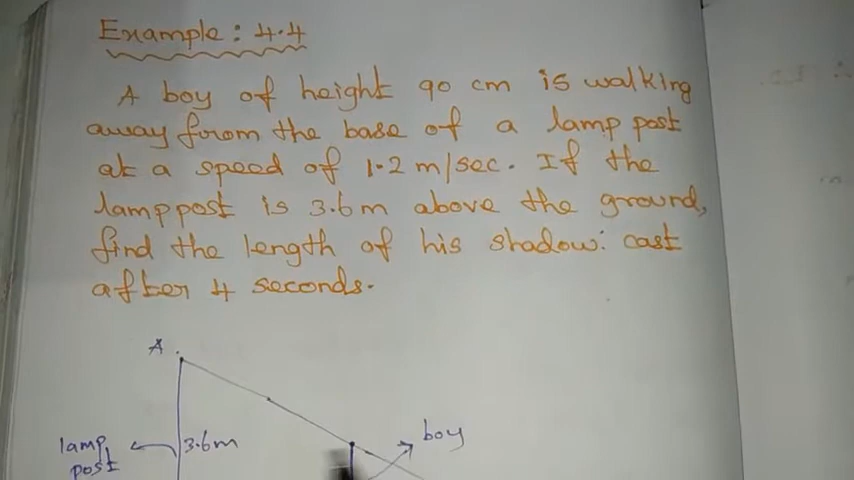 Example: 4.4
A boy of height 90 cm is walking
away from the base of a lamp post
at a speed of 1.2 m/sec. If the
lamp post is 3.6m above the ground,
find the length of his shadow cast
after 4 seconds.
A
boy
lamp post
3.6m